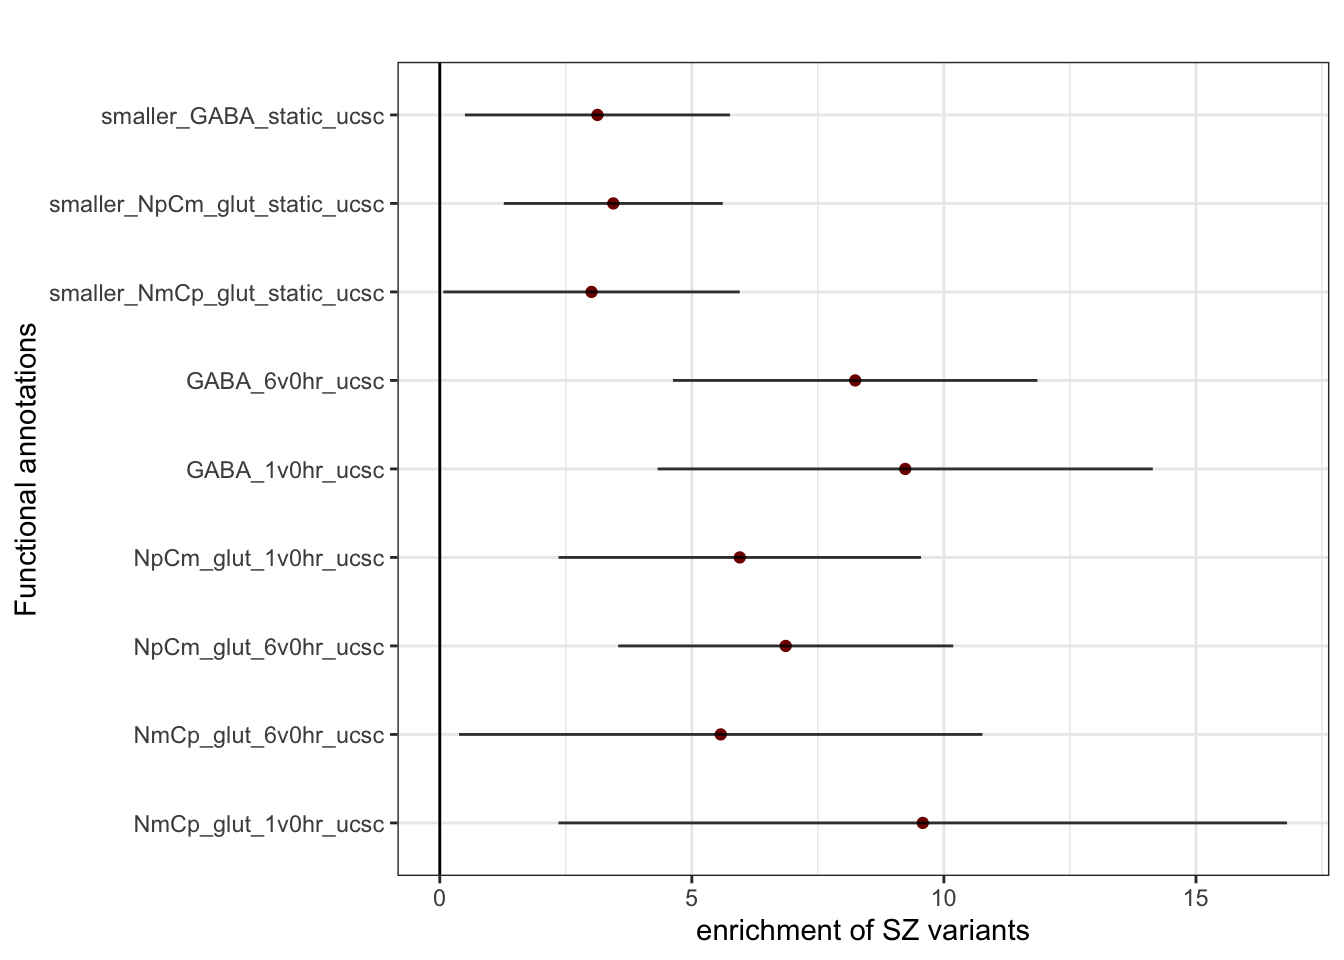 smaller_GABA_static_ucsc
smaller_NpCm_glut_static_ucsc
smaller_NmCp_glut_static_ucsc
GABA_6v0hr_ucsc
GABA_1v0hr_ucsc
NpCm_glut_1v0hr_ucsc
NpCm_glut_6v0hr_ucsc
NmCp_glut_6v0hr_ucsc
NmCp_glut_1v0hr_ucsc
Functional annotations
0 5 10 15
enrichment of SZ variants